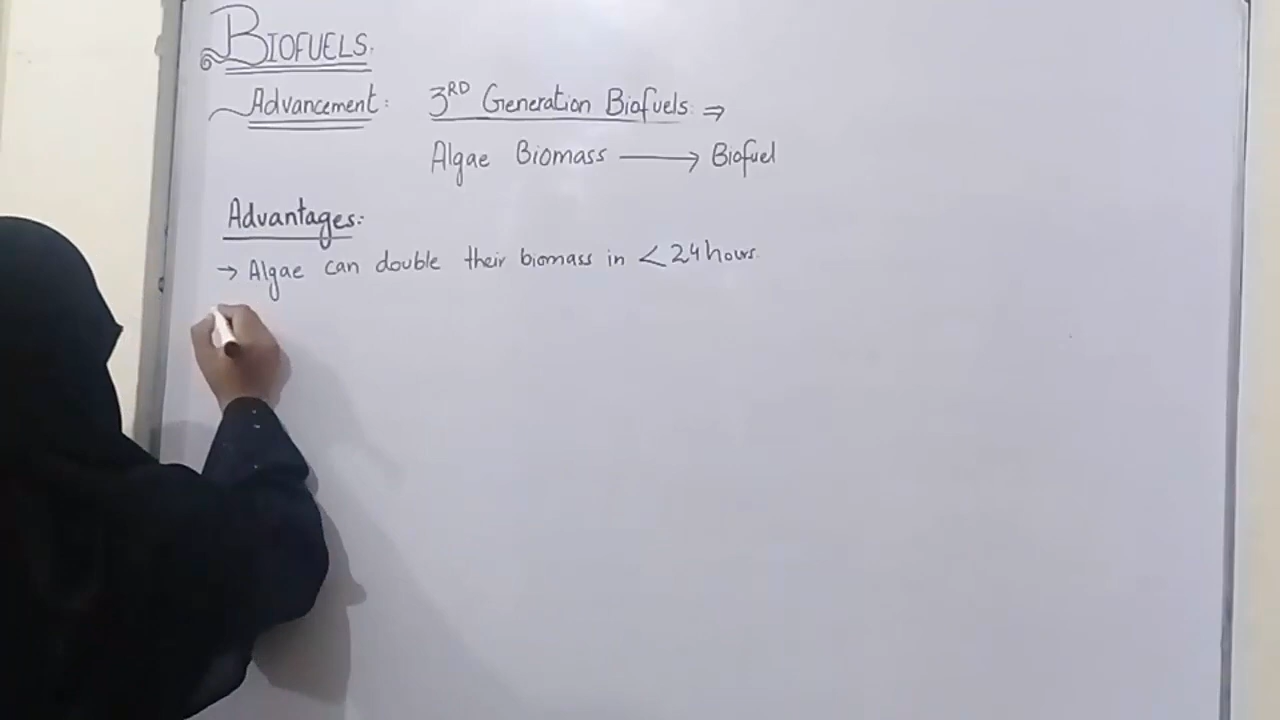 BIOFUELS.
Advancement: 3RD Generation Biofuels: ⇒
Algae Biomass ⟶ Biofuel
Advantages:
→ Algae can double their biomass in < 24 hours.